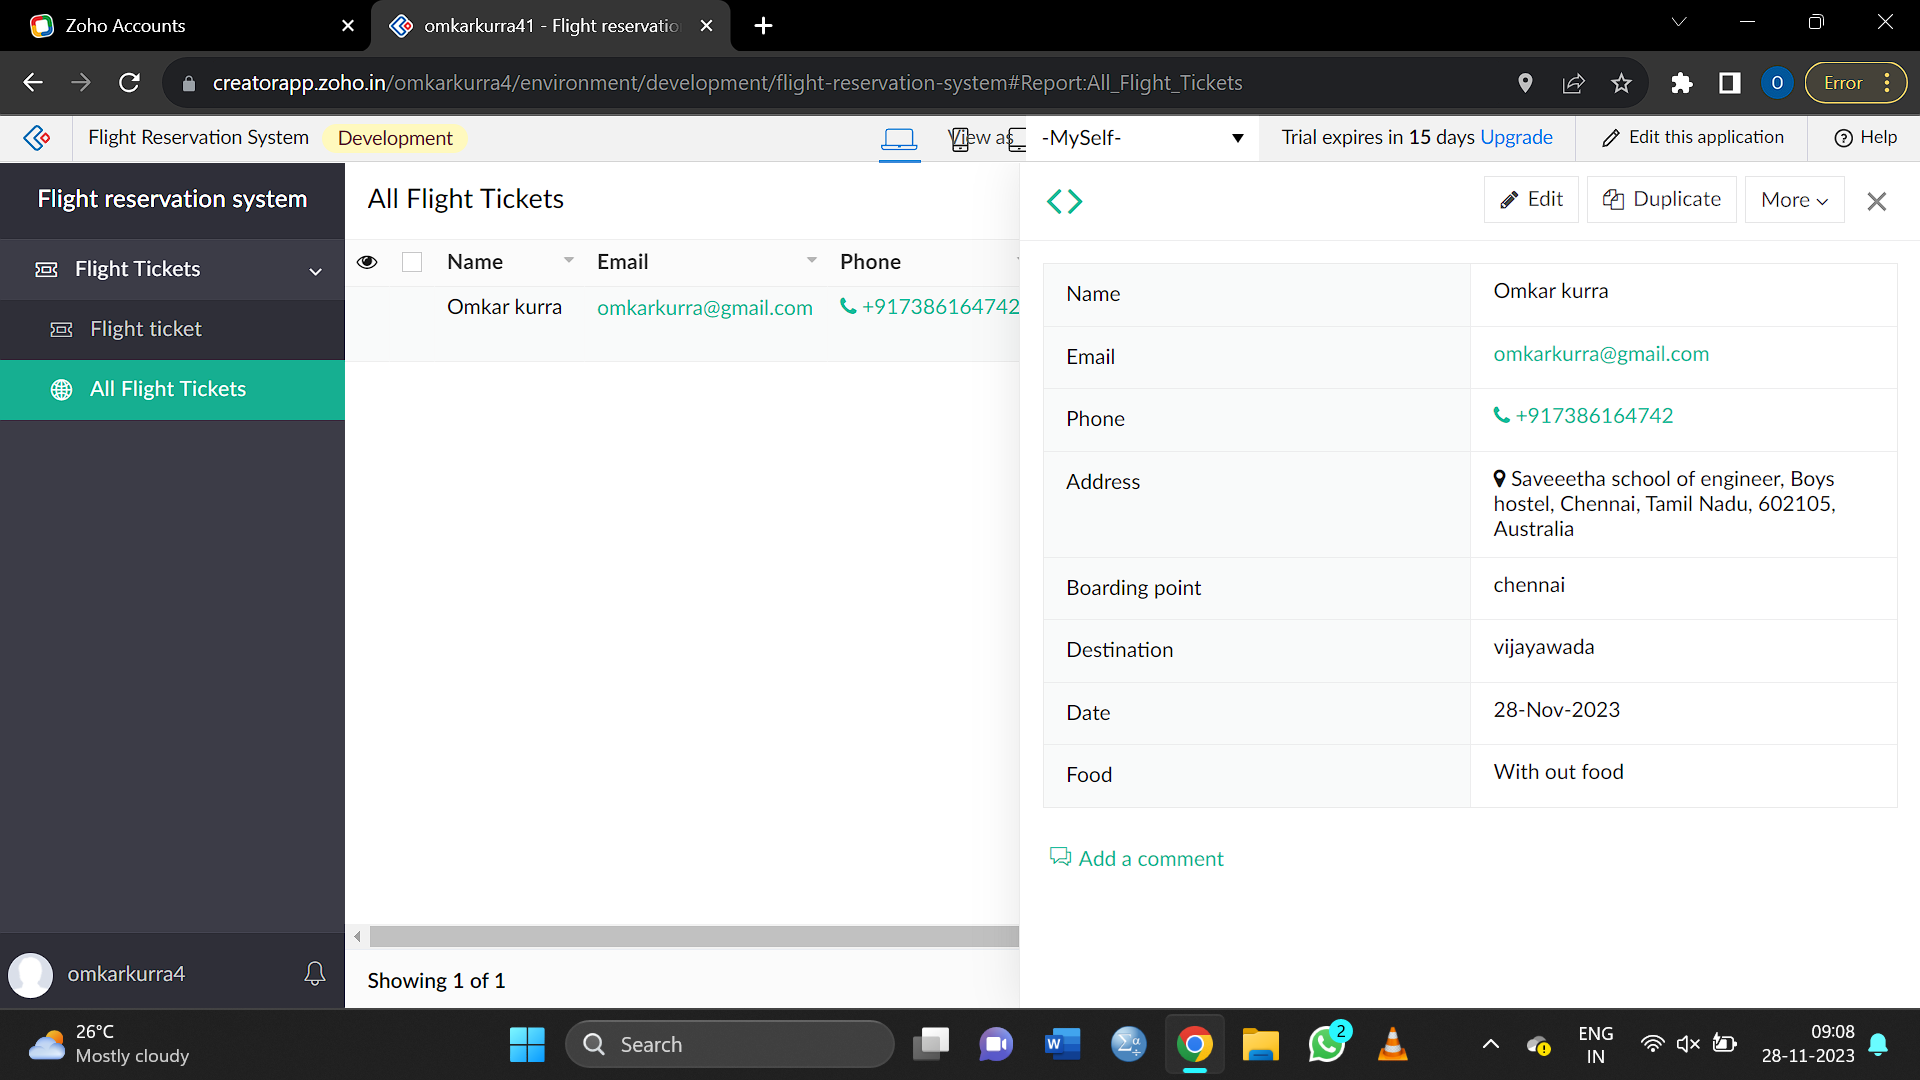 Zoho Accounts
omkarkurra41 - Flight reservatio
creatorapp.zoho.in/omkarkurra4/environment/development/flight-reservation-system#Report:All_Flight_Tickets
O
Error
Flight Reservation System
Development
View as
-MySelf-
Trial expires in 15 days Upgrade
Edit this application
Help
Flight reservation system
Flight Tickets
Flight ticket
All Flight Tickets
omkarkurra4
All Flight Tickets
Name Email Phone
Omkar kurra omkarkurra@gmail.com +917386164742
Showing 1 of 1
Edit
Duplicate
More
Name Omkar kurra
Email omkarkurra@gmail.com
Phone +917386164742
Address Saveeetha school of engineer, Boys
hostel, Chennai, Tamil Nadu, 602105,
Australia
Boarding point chennai
Destination vijayawada
Date 28-Nov-2023
Food With out food
Add a comment
26°C
Mostly cloudy
Search
W
Σα
2
ENG
IN
09:08
28-11-2023